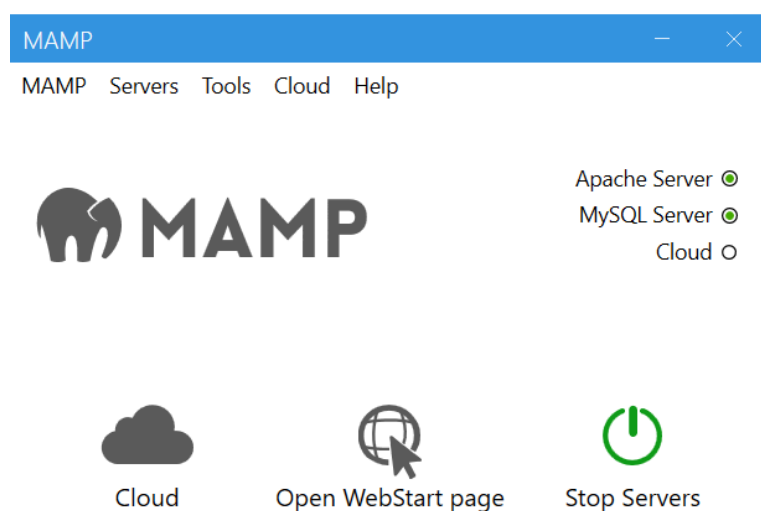 MAMP
MAMP Servers Tools Cloud Help
MAMP
Apache Server
MySQL Server
Cloud
Cloud Open WebStart page Stop Servers